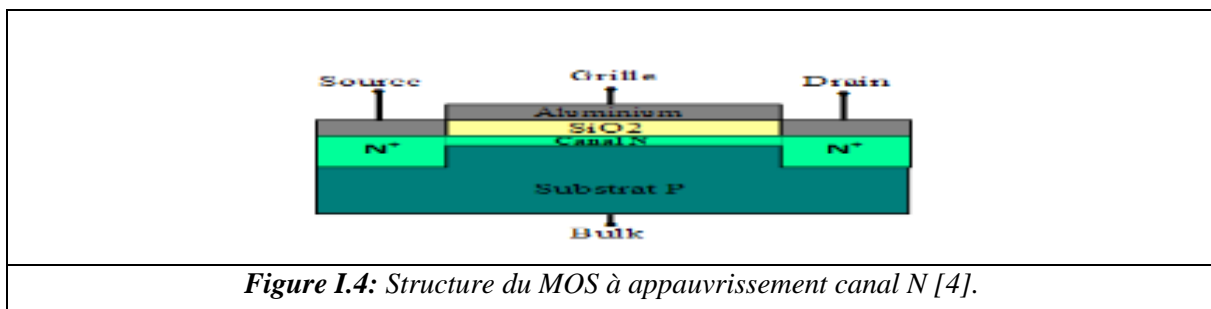 Source Grille Drain
Aluminium
SiO2
Canal N
N⁺ N⁺
Substrat P
Bulk
Figure I.4: Structure du MOS à appauvrissement canal N [4].